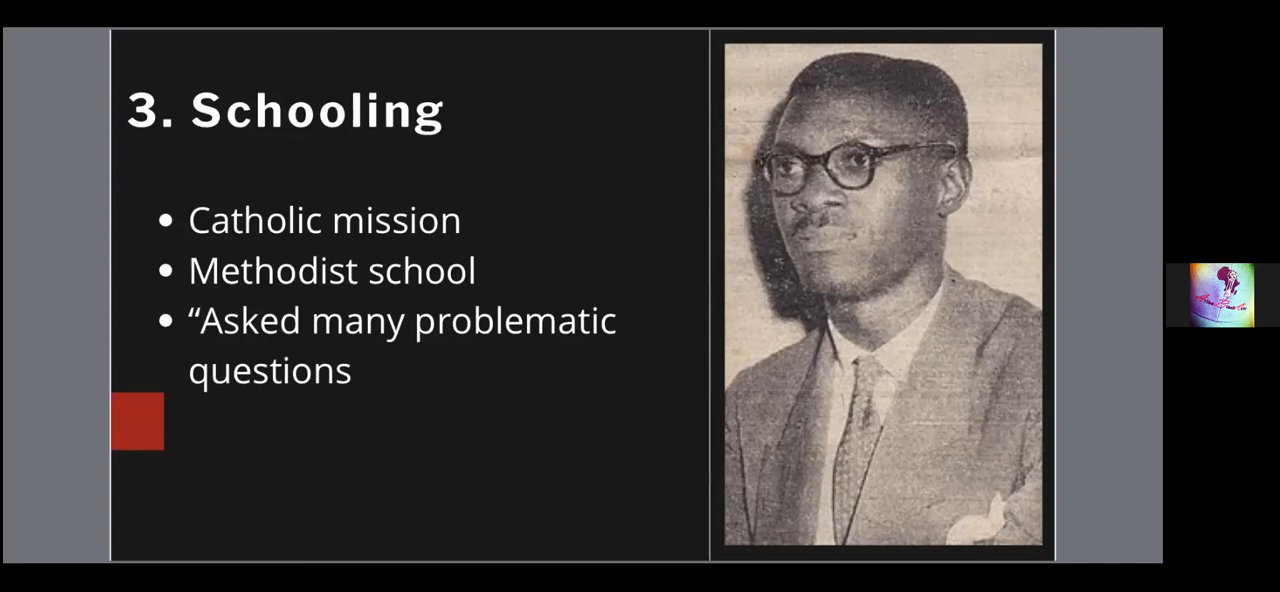 3. Schooling
• Catholic mission
• Methodist school
• “Asked many problematic
questions